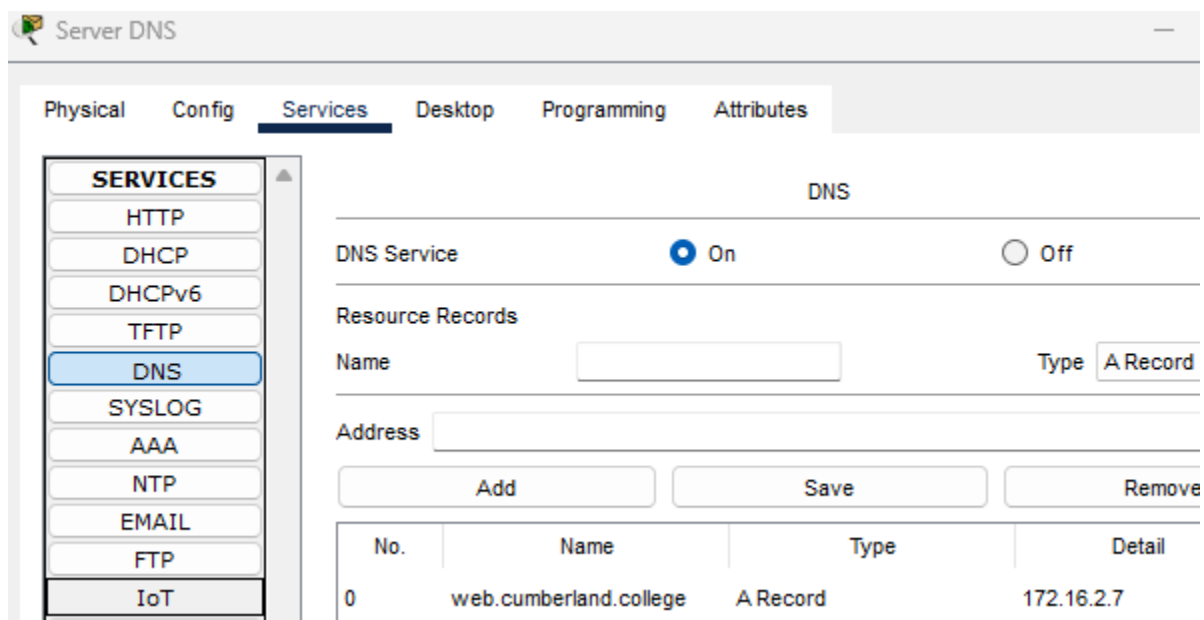 Server DNS
Physical Config Services Desktop Programming Attributes
SERVICES
HTTP
DHCP
DHCPv6
TFTP
DNS
SYSLOG
AAA
NTP
EMAIL
FTP
IoT
DNS
DNS Service On Off
Resource Records
Name Type A Record
Address
Add Save Remove
No. Name Type Detail
0 web.cumberland.college A Record 172.16.2.7